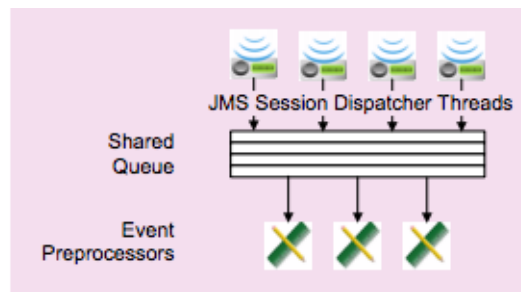 JMS Session Dispatcher Threads
Shared
Queue
Event
Preprocessors